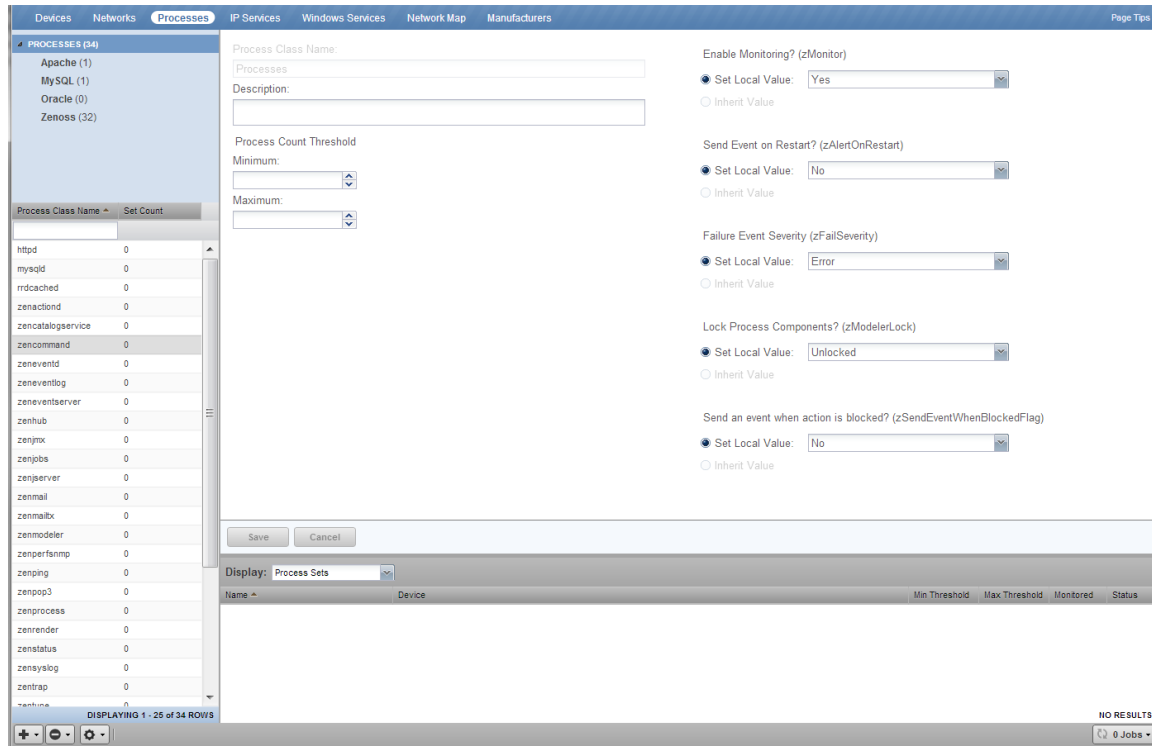 Devices Networks Processes IP Services Windows Services Network Map Manufacturers Page Tips
PROCESSES (34)
Apache (1)
MySQL (1)
Oracle (0)
Zenoss (32)
Process Class Name Set Count
httpd 0
mysqld 0
rrdcached 0
zenactiond 0
zencatalogservice 0
zencommand 0
zeneventd 0
zeneventlog 0
zeneventserver 0
zenhub 0
zenjmx 0
zenjobs 0
zenjserver 0
zenmail 0
zenmailtx 0
zenmodeler 0
zenperfsnmp 0
zenping 0
zenpop3 0
zenprocess 0
zenrender 0
zenstatus 0
zensyslog 0
zentrap 0
zentune 0
DISPLAYING 1 - 25 of 34 ROWS
Process Class Name:
Processes
Description:
Process Count Threshold
Minimum:
Maximum:
Enable Monitoring? (zMonitor)
Set Local Value: Yes
Inherit Value
Send Event on Restart? (zAlertOnRestart)
Set Local Value: No
Inherit Value
Failure Event Severity (zFailSeverity)
Set Local Value: Error
Inherit Value
Lock Process Components? (zModelerLock)
Set Local Value: Unlocked
Inherit Value
Send an event when action is blocked? (zSendEventWhenBlockedFlag)
Set Local Value: No
Inherit Value
Save Cancel
Display: Process Sets
Name Device Min Threshold Max Threshold Monitored Status
NO RESULTS
0 Jobs